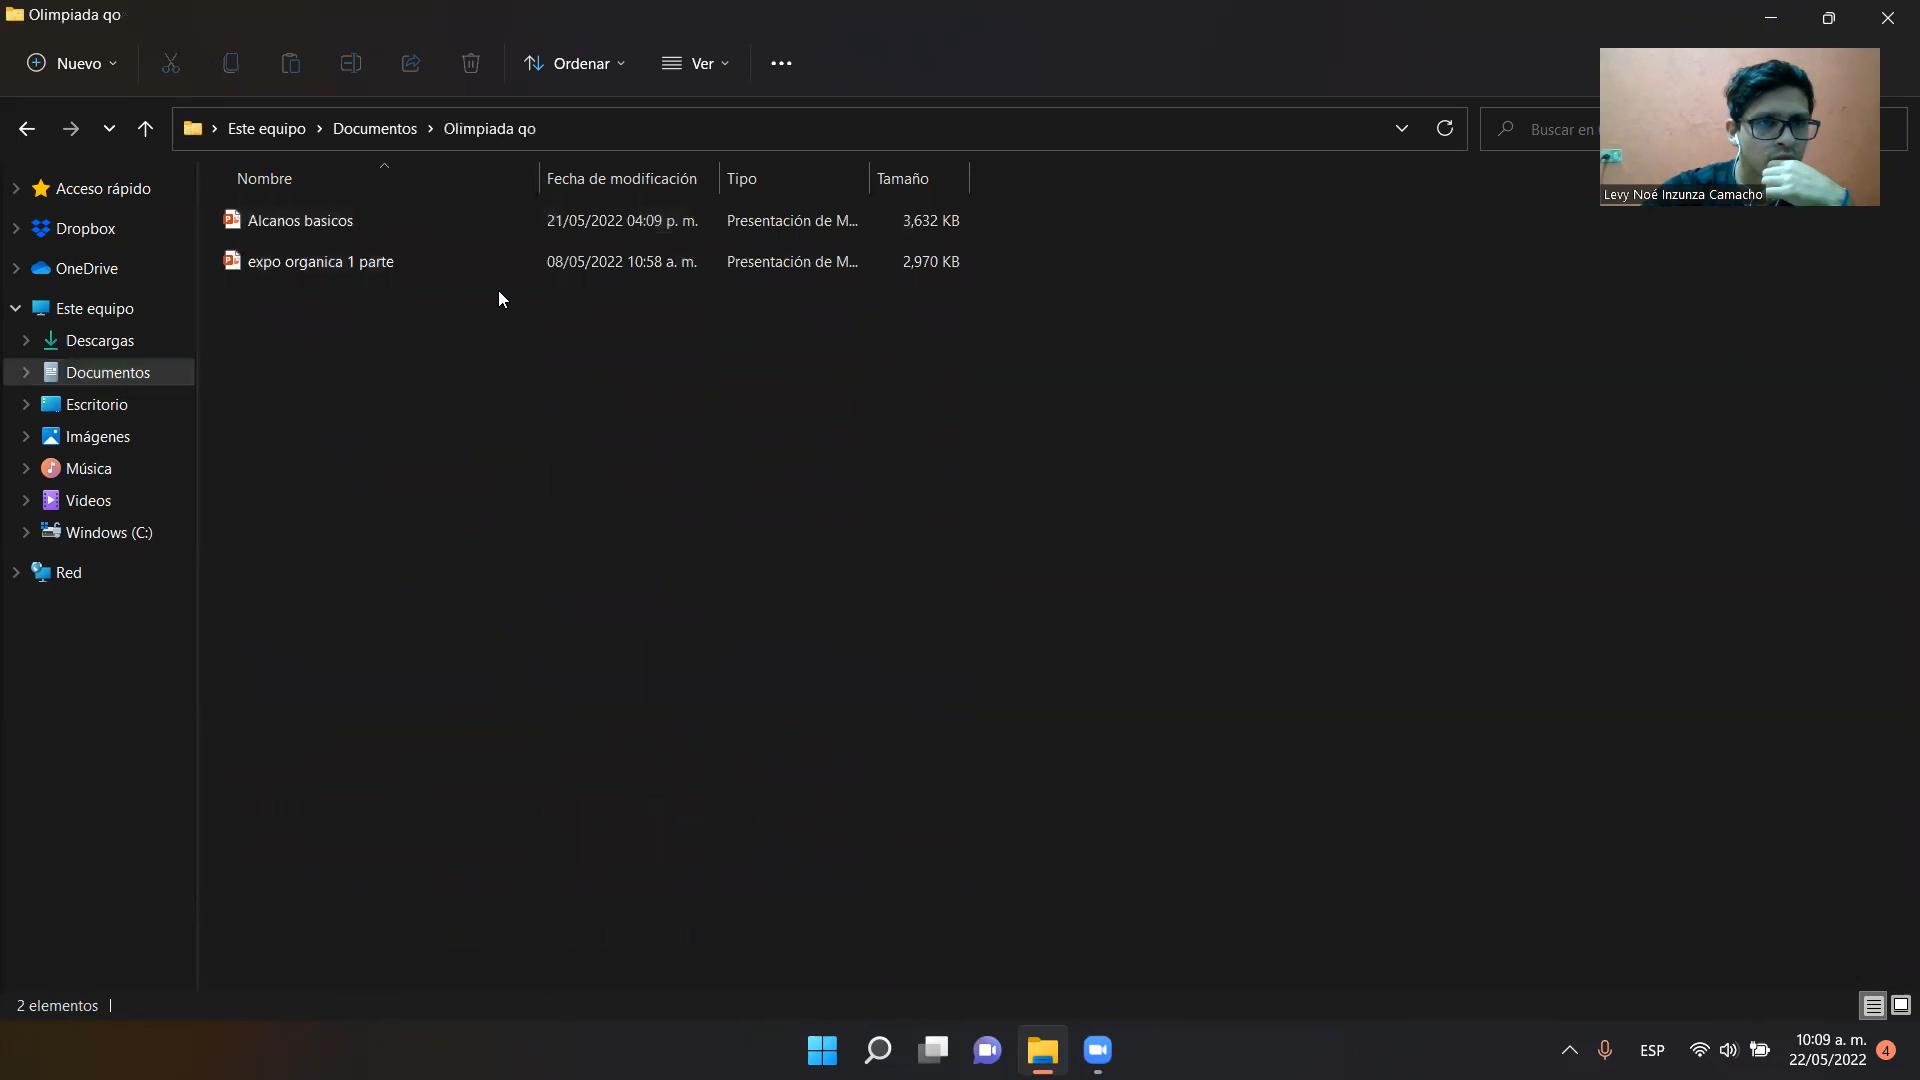 Olimpiada qo
Nuevo
Ordenar
Ver
Este equipo
Documentos
Olimpiada qo
Buscar en
Levy Noé Inzunza Camacho
Nombre
Fecha de modificación
Tipo
Tamaño
Alcanos basicos
21/05/2022 04:09 p. m.
Presentación de M...
3,632 KB
expo organica 1 parte
08/05/2022 10:58 a. m.
Presentación de M...
2,970 KB
Acceso rápido
Dropbox
OneDrive
Este equipo
Descargas
Documentos
Escritorio
Imágenes
Música
Videos
Windows (C:)
Red
2 elementos
ESP
10:09 a. m.
22/05/2022
4